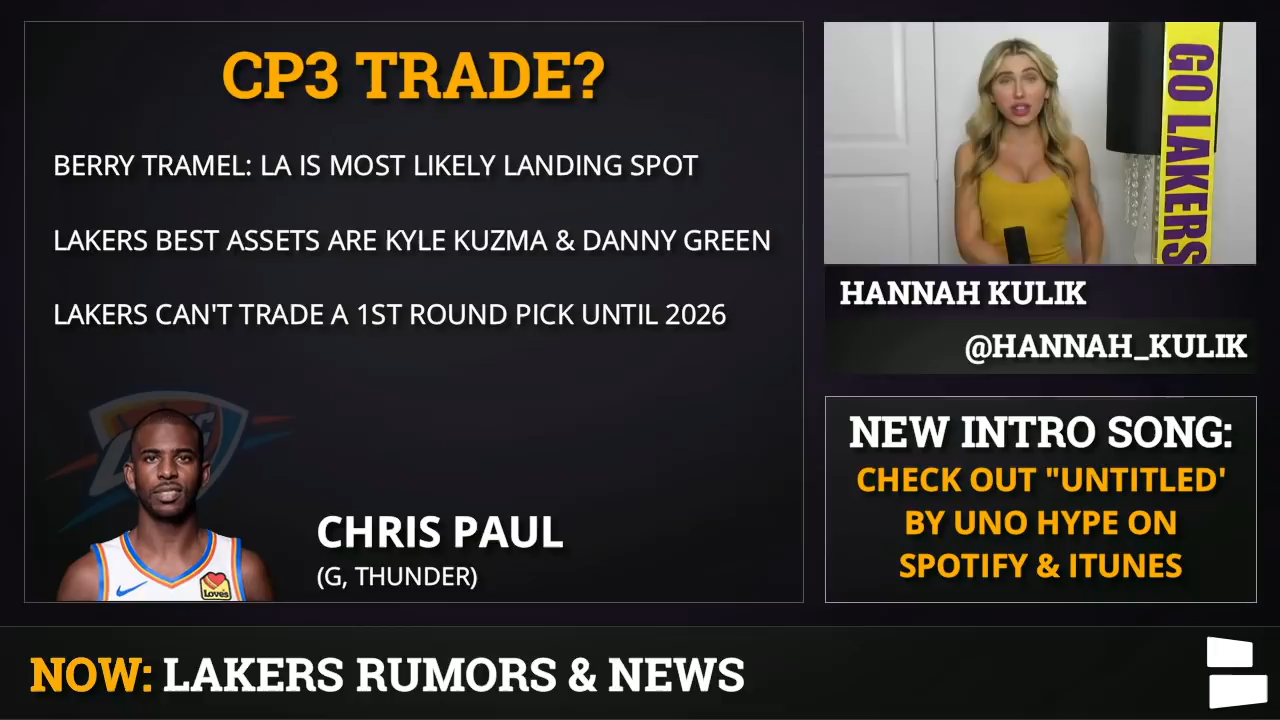 CP3 TRADE?
BERRY TRAMEL: LA IS MOST LIKELY LANDING SPOT
LAKERS BEST ASSETS ARE KYLE KUZMA & DANNY GREEN
LAKERS CAN'T TRADE A 1ST ROUND PICK UNTIL 2026
OKC
Love's
CHRIS PAUL
(G, THUNDER)
GO LAKERS
HANNAH KULIK
@HANNAH_KULIK
NEW INTRO SONG:
CHECK OUT "UNTITLED'
BY UNO HYPE ON
SPOTIFY & ITUNES
NOW: LAKERS RUMORS & NEWS